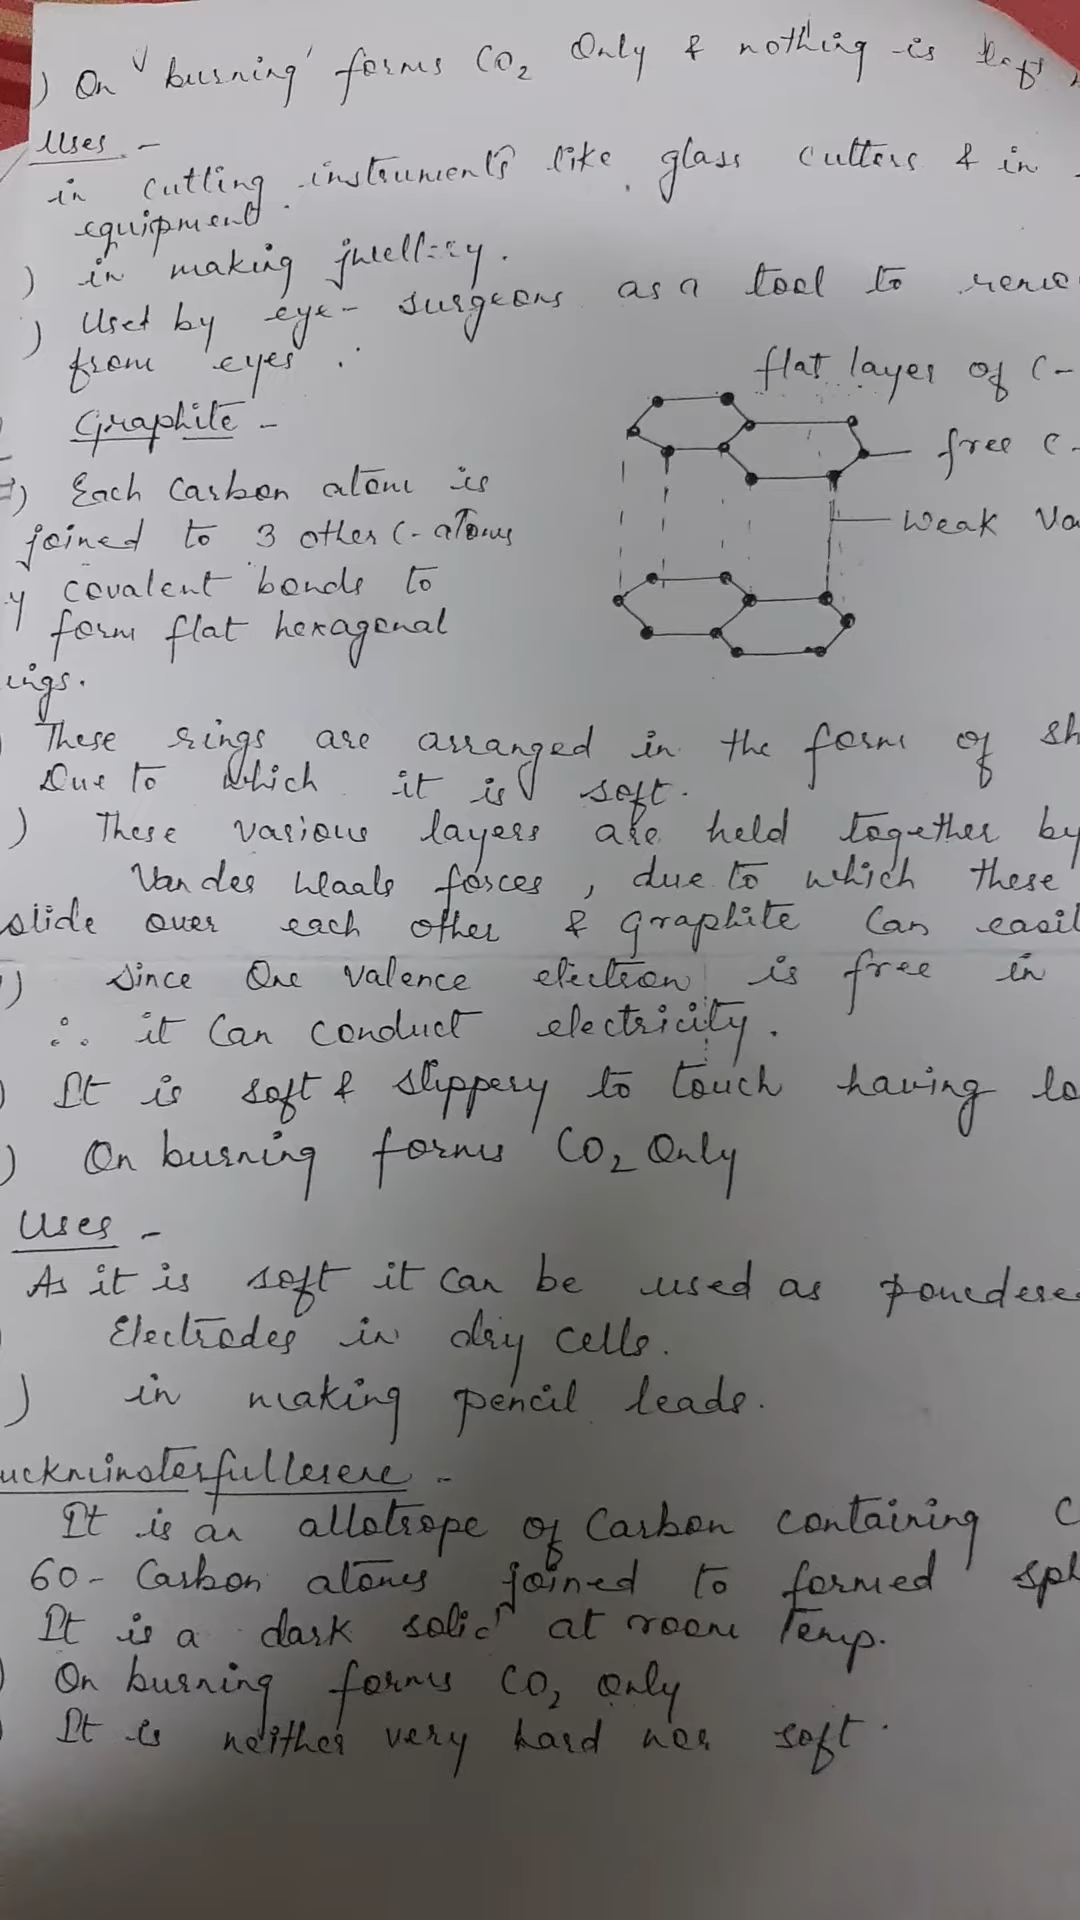 ) On burning forms CO2 Only & nothing is left
Uses -
in cutting instruments like glass cutters & in
equipment
) in making jwellery.
) Used by eye- surgeons as a tool to
from eyes.
flat layer of C-
Graphite -
free C-
) Each Carbon atom is
joined to 3 other C-atoms
Weak Va
y covalent bonds to
form flat hexagonal
ings.
These rings are arranged in the form of sh
Due to which it is soft.
) These various layers are held together by
Van der Waals forces, due to which these
slide over each other & graphite can easil
) Since One valence electron is free in
∴ it can conduct electricity.
) It is soft & slippery to touch having lo
) On burning forms CO2 Only
Uses -
As it is soft it can be used as powdere
Electrodes in dry cells.
) in making pencil leads.
uckminsterfullerene -
It is an allotrope of Carbon containing C
60- Carbon atoms joined to formed sph
It is a dark solid at room Temp.
) On burning forms CO2 only
) It is neither very hard nor soft.